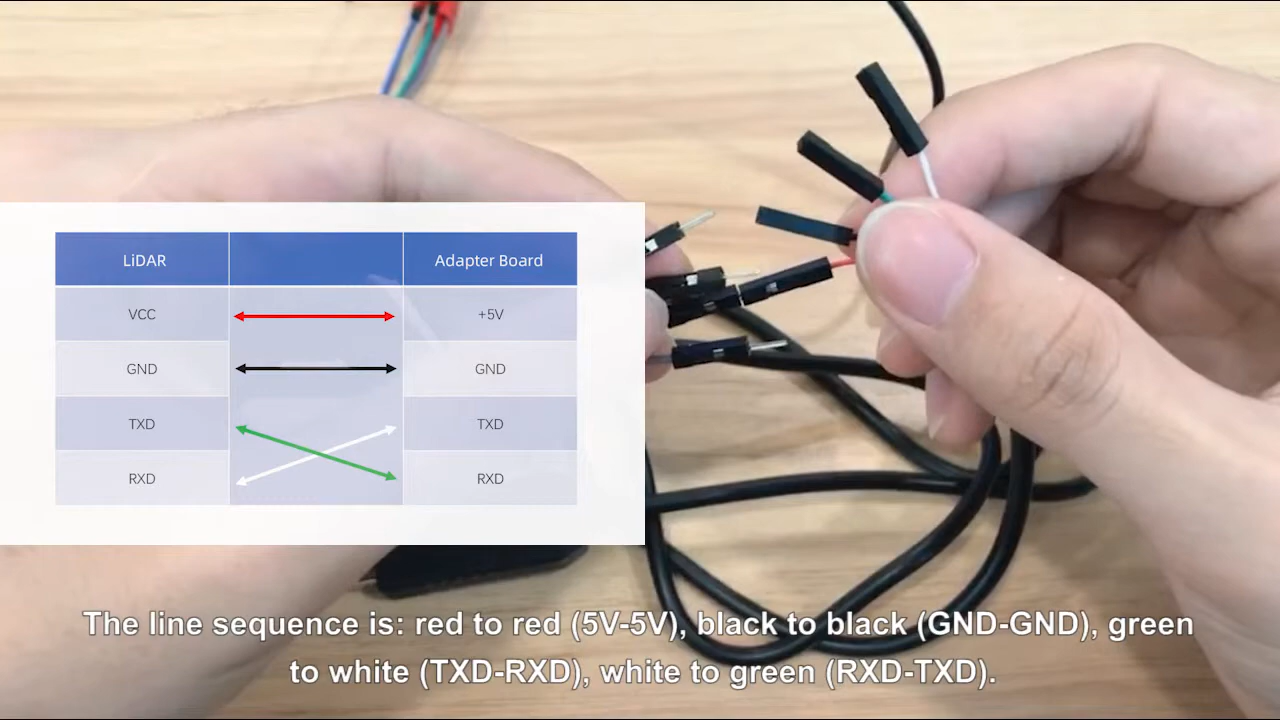 LiDAR Adapter Board
VCC +5V
GND GND
TXD TXD
RXD RXD
The line sequence is: red to red (5V-5V), black to black (GND-GND), green
to white (TXD-RXD), white to green (RXD-TXD).